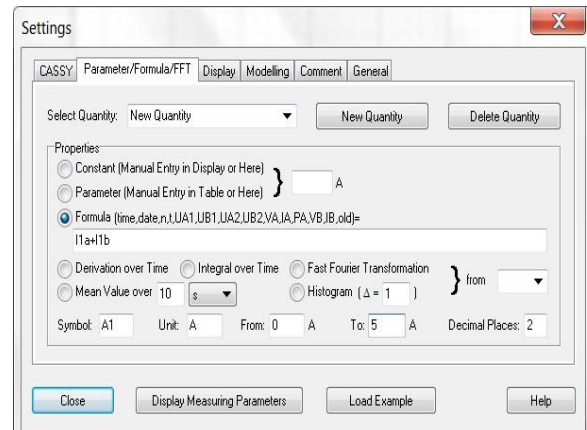 Settings
X
CASSY Parameter/Formula/FFT Display Modelling Comment General
Select Quantity: New Quantity New Quantity Delete Quantity
Properties
Constant (Manual Entry in Display or Here)
Parameter (Manual Entry in Table or Here) } A
Formula (time,date,n,t,UA1,UB1,UA2,UB2,VA,IA,PA,VB,IB,old)=
I1a+I1b
Derivation over Time Integral over Time Fast Fourier Transformation
Mean Value over 10 s Histogram (Δ = 1 ) } from
Symbol: A1 Unit: A From: 0 A To: 5 A Decimal Places: 2
Close Display Measuring Parameters Load Example Help